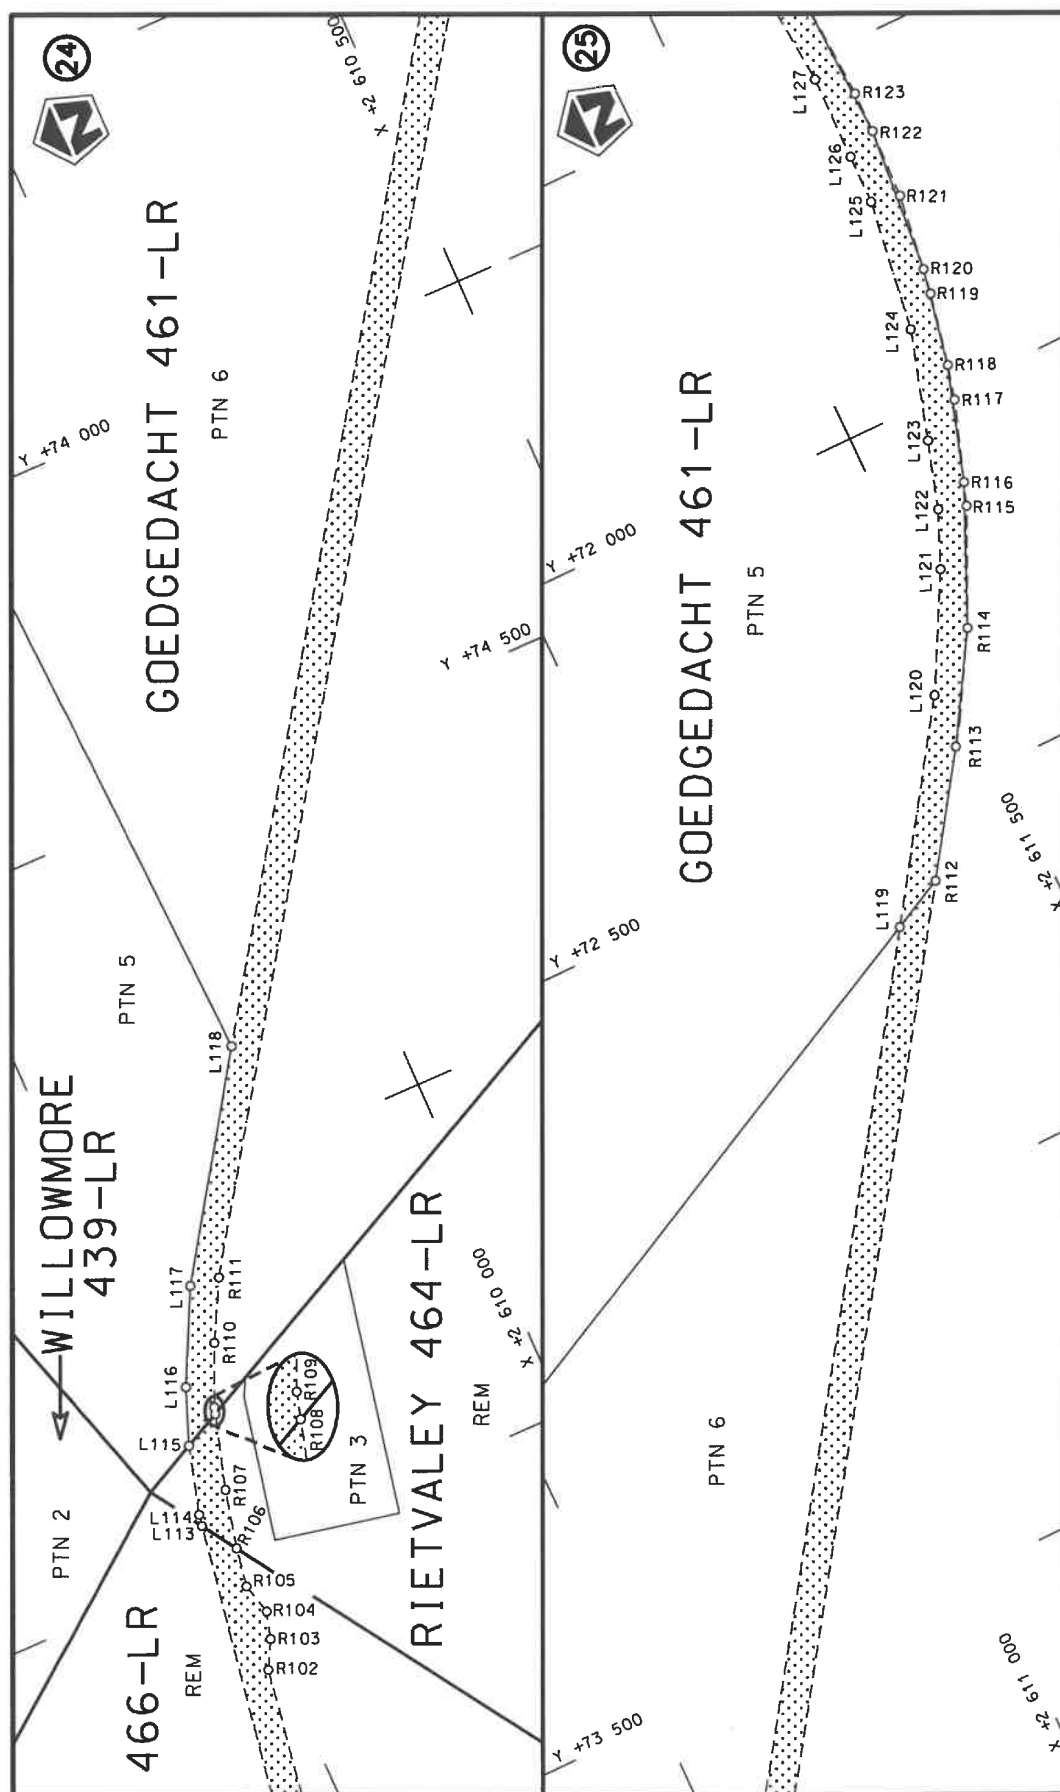 24
N
X +2 610 500
GOEDGEDACHT 461-LR
PTN 6
Y +74 000
Y +74 500
PTN 5
WILLOWMORE
439-LR
L118
L117
L116
L115
L114
L113
R111
R110
R109
R108
R107
R106
R105
R104
R103
R102
PTN 2
466-LR
REM
PTN 3
RIETVALEY 464-LR
REM
X +2 610 000
25
N
L127
L126
L125
L124
L123
L122
L121
L120
L119
R123
R122
R121
R120
R119
R118
R117
R116
R115
R114
R113
R112
GOEDGEDACHT 461-LR
PTN 5
Y +72 000
Y +72 500
X +2 611 500
PTN 6
Y +73 500
X +2 611 000